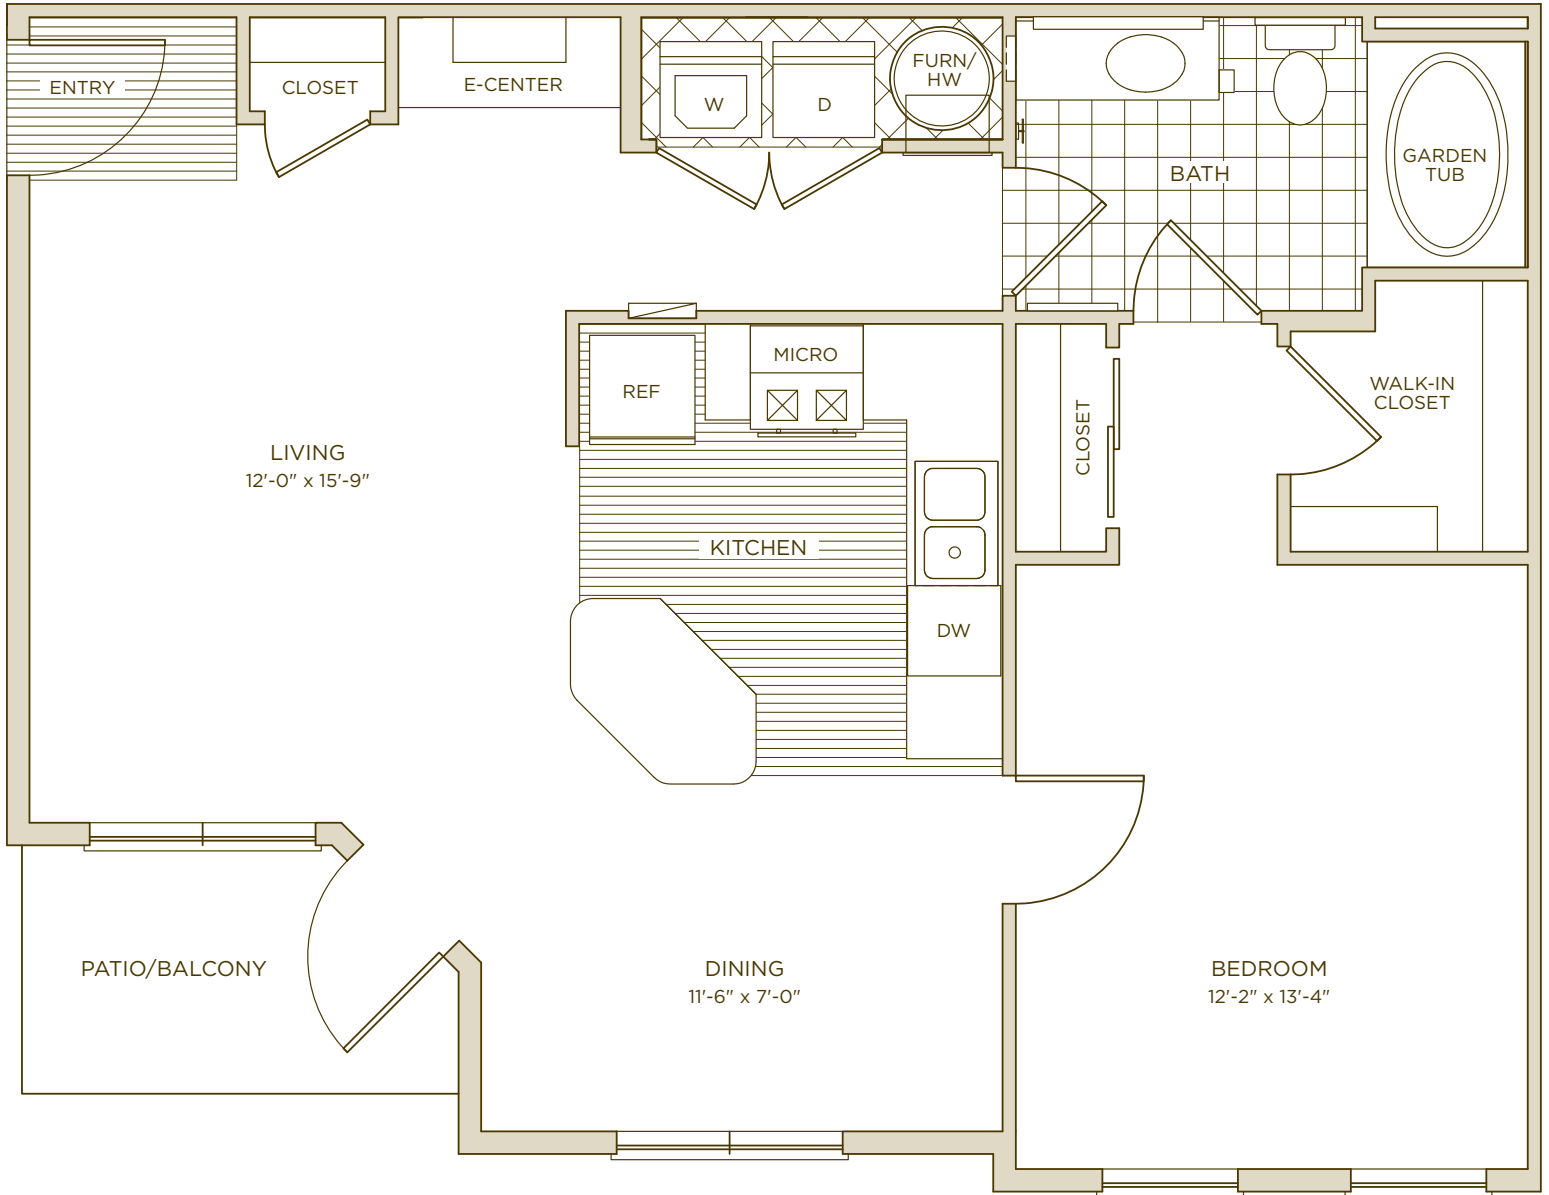 ENTRY
CLOSET
E-CENTER
W
D
FURN/
HW
BATH
GARDEN
TUB
MICRO
REF
CLOSET
WALK-IN
CLOSET
LIVING
12'-0" x 15'-9"
KITCHEN
DW
PATIO/BALCONY
DINING
11'-6" x 7'-0"
BEDROOM
12'-2" x 13'-4"